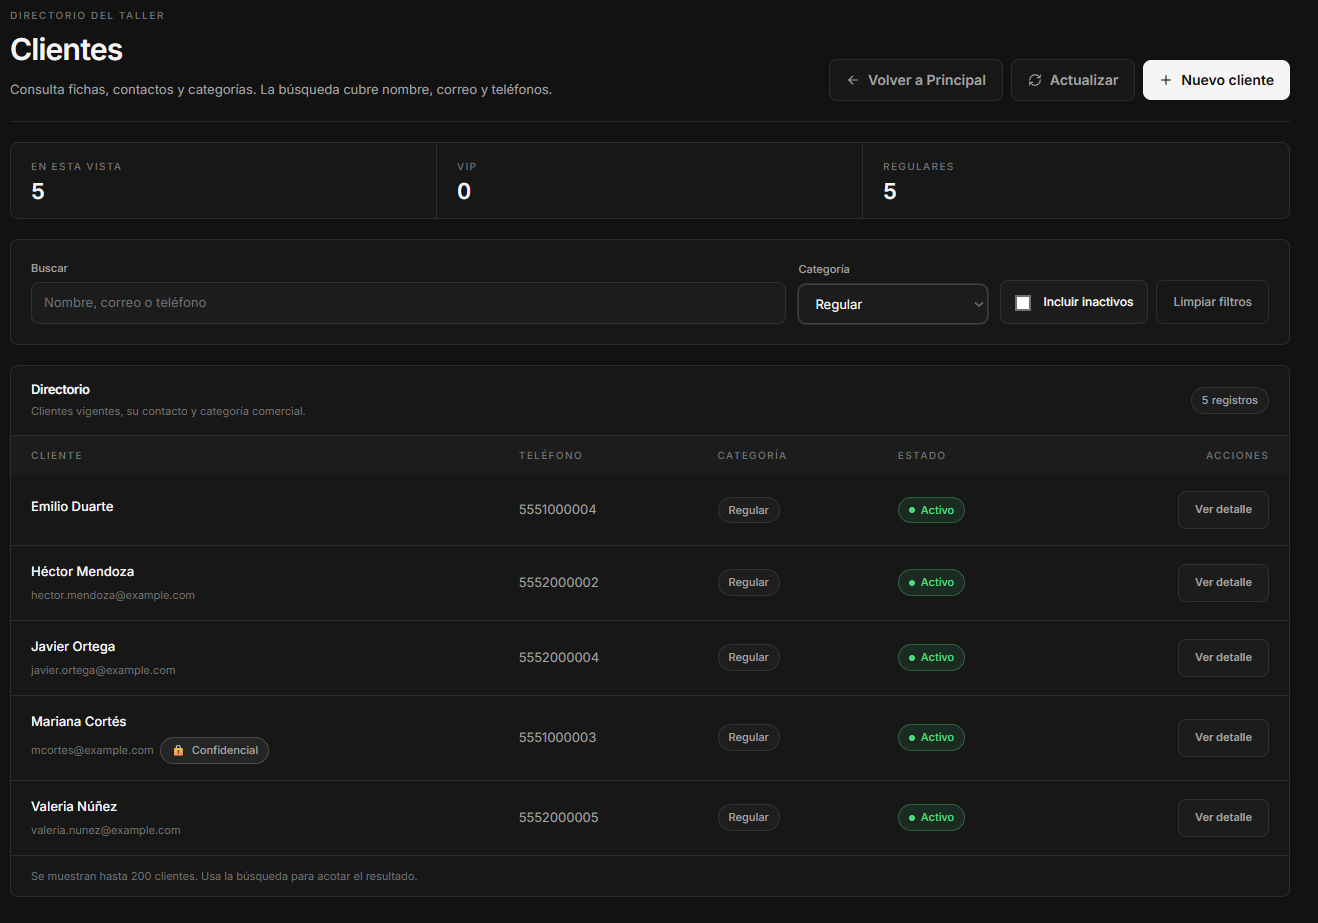 DIRECTORIO DEL TALLER
Clientes
Consulta fichas, contactos y categorías. La búsqueda cubre nombre, correo y teléfonos.
Volver a Principal
Actualizar
Nuevo cliente
EN ESTA VISTA
5
VIP
0
REGULARES
5
Buscar
Nombre, correo o teléfono
Categoría
Regular
Incluir inactivos
Limpiar filtros
Directorio
Clientes vigentes, su contacto y categoría comercial.
5 registros
CLIENTE TELÉFONO CATEGORÍA ESTADO ACCIONES
Emilio Duarte
5551000004 Regular Activo Ver detalle
Héctor Mendoza
hector.mendoza@example.com
5552000002 Regular Activo Ver detalle
Javier Ortega
javier.ortega@example.com
5552000004 Regular Activo Ver detalle
Mariana Cortés
mcortes@example.com Confidencial
5551000003 Regular Activo Ver detalle
Valeria Núñez
valeria.nunez@example.com
5552000005 Regular Activo Ver detalle
Se muestran hasta 200 clientes. Usa la búsqueda para acotar el resultado.